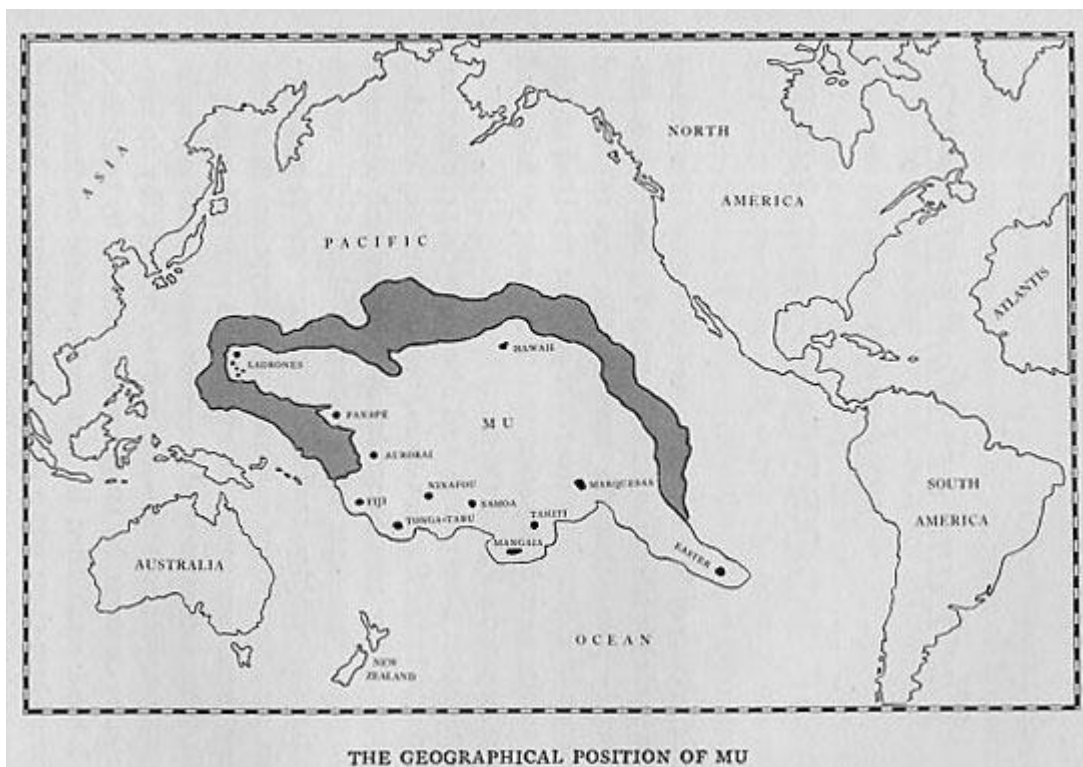 ASIA
NORTH
AMERICA
PACIFIC
ATLANTIS
HAWAII
LADRONES
PANAPE
MU
AURORAI
NINAFOU
MARQUESAS
SAMOA
FIJI
TONGA-TABU
TAHITI
MANGAIA
SOUTH
AMERICA
EASTER
AUSTRALIA
OCEAN
NEW
ZEALAND
THE GEOGRAPHICAL POSITION OF MU